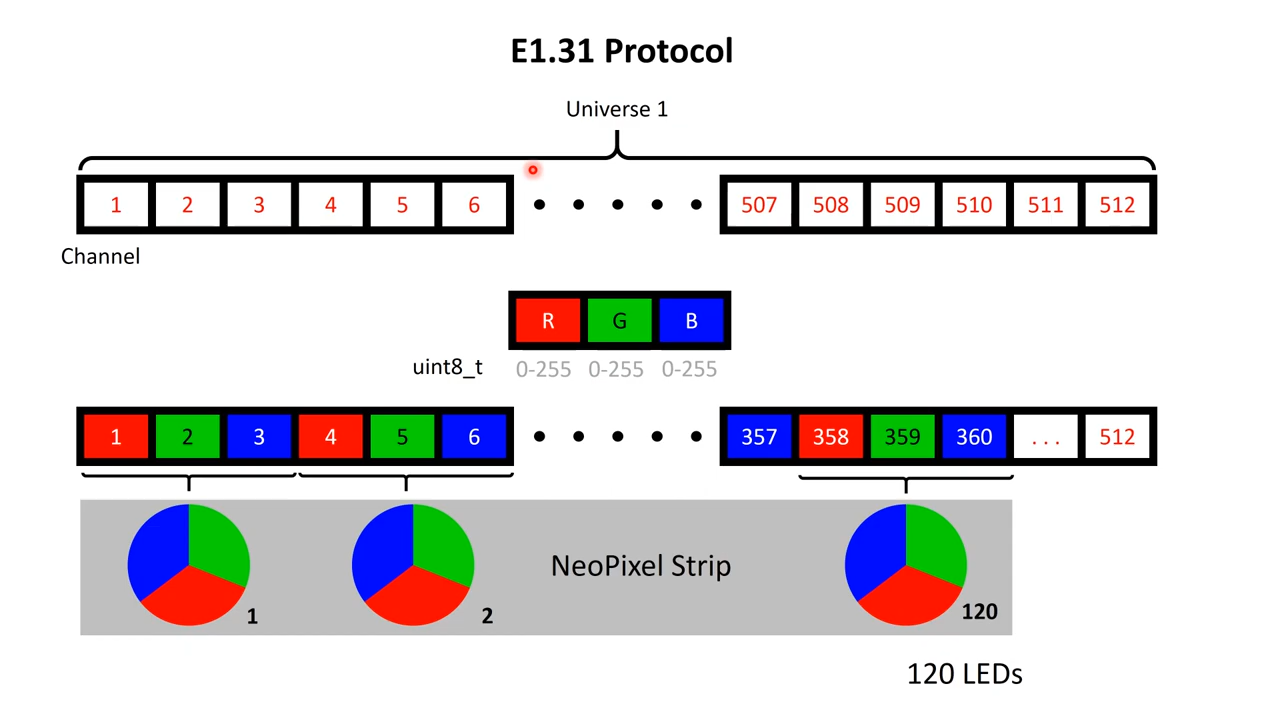 E1.31 Protocol
Universe 1
1 2 3 4 5 6 507 508 509 510 511 512
Channel
R G B
uint8_t 0-255 0-255 0-255
1 2 3 4 5 6 357 358 359 360 ... 512
NeoPixel Strip
1 2 120
120 LEDs